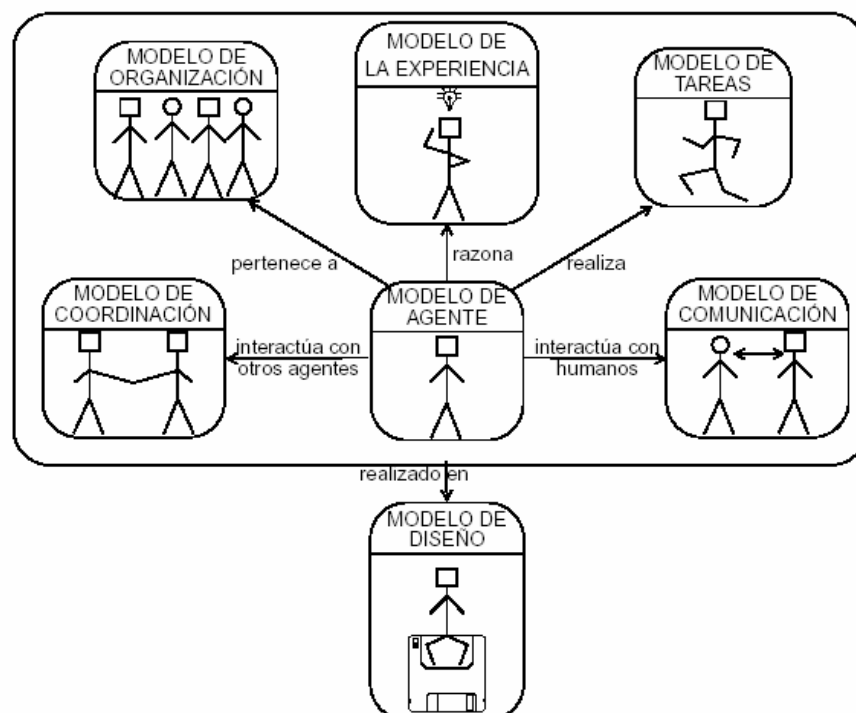 MODELO DE
ORGANIZACIÓN
MODELO DE
LA EXPERIENCIA
MODELO DE
TAREAS
pertenece a
razona
realiza
MODELO DE
COORDINACIÓN
MODELO DE
AGENTE
MODELO DE
COMUNICACIÓN
interactúa con
otros agentes
interactúa con
humanos
realizado en
MODELO DE
DISEÑO